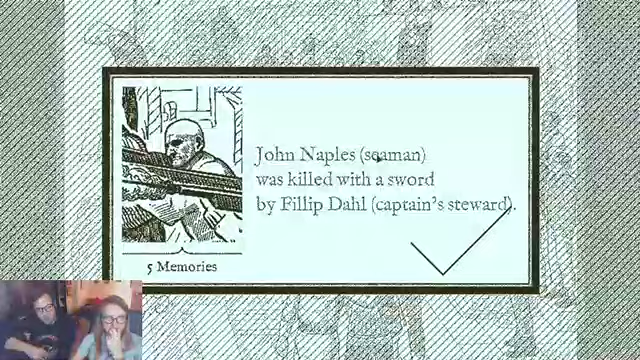 John Naples (seaman)
was killed with a sword
by Fillip Dahl (captain's steward).
5 Memories